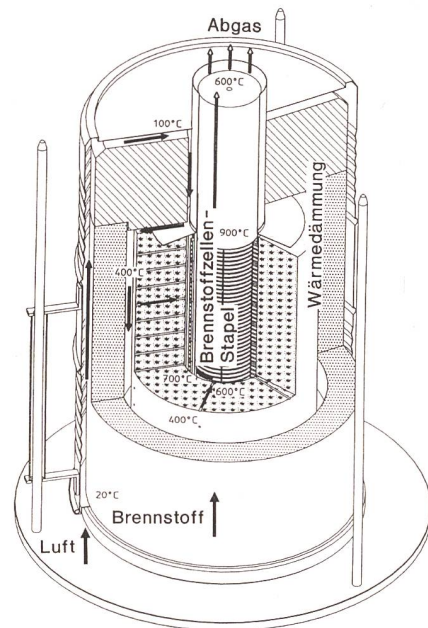 Abgas
600°C
100°C
900°C
400°C
Brennstoffzellen-
Stapel
Wärmedämmung
700°C
600°C
400°C
20°C
Brennstoff
Luft